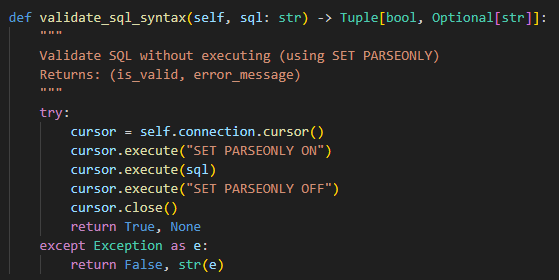 def validate_sql_syntax(self, sql: str) -> Tuple[bool, Optional[str]]:
    """
    Validate SQL without executing (using SET PARSEONLY)
    Returns: (is_valid, error_message)
    """
    try:
        cursor = self.connection.cursor()
        cursor.execute("SET PARSEONLY ON")
        cursor.execute(sql)
        cursor.execute("SET PARSEONLY OFF")
        cursor.close()
        return True, None
    except Exception as e:
        return False, str(e)